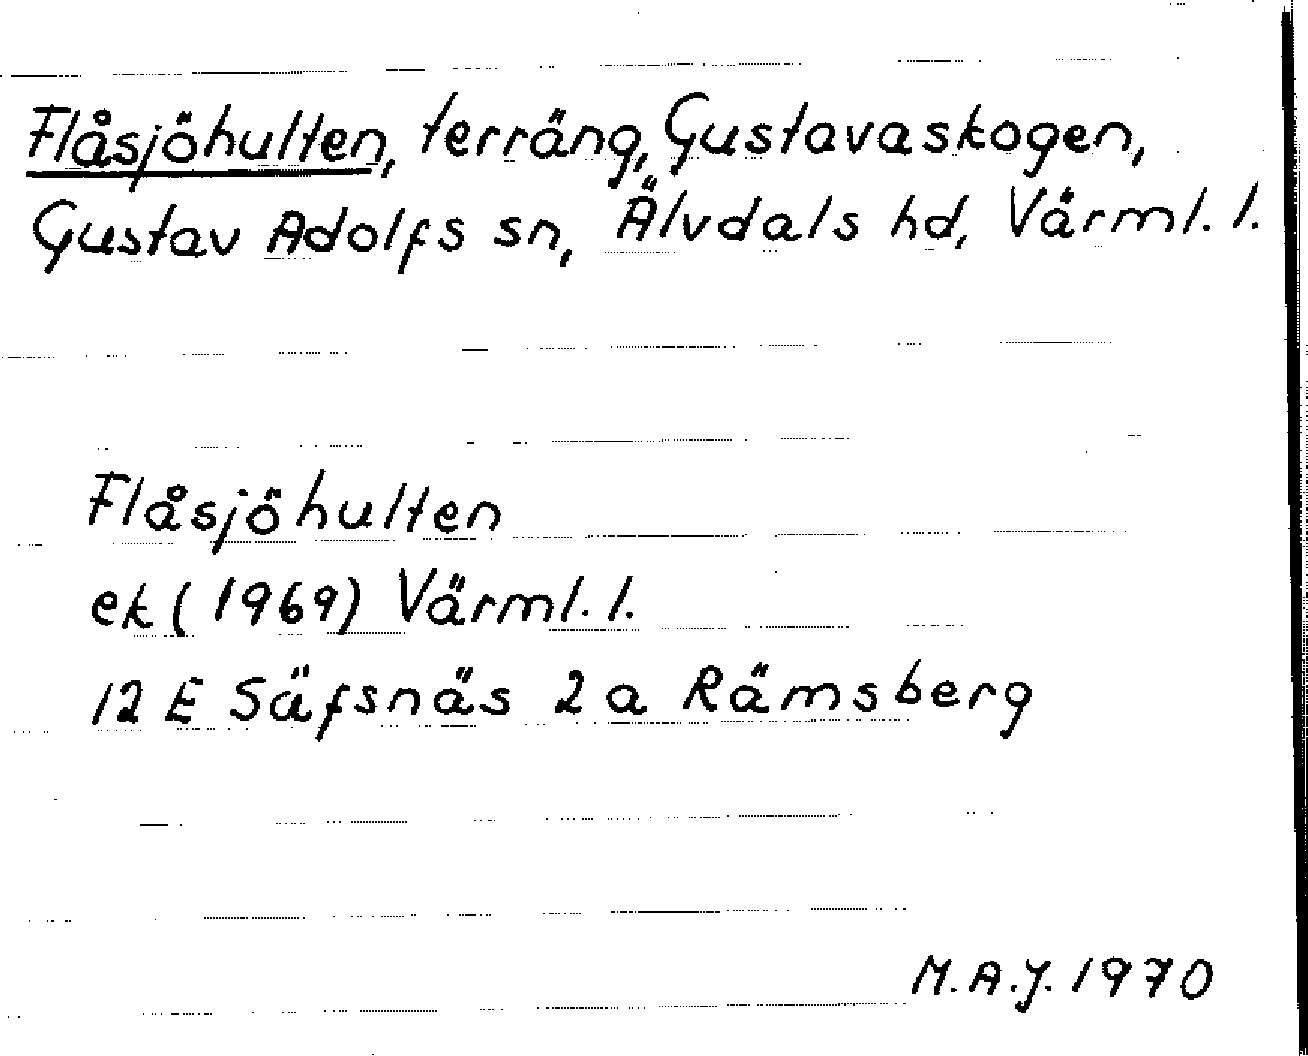 Flåsjöhulten, terräng, Gustavaskogen,
Gustav Adolfs sn, Älvdals hd, Värml. l.
Flåsjöhulten
ek (1969) Värml. l.
12 E Säfsnäs 2 a Rämsberg
M.A.J. 1970